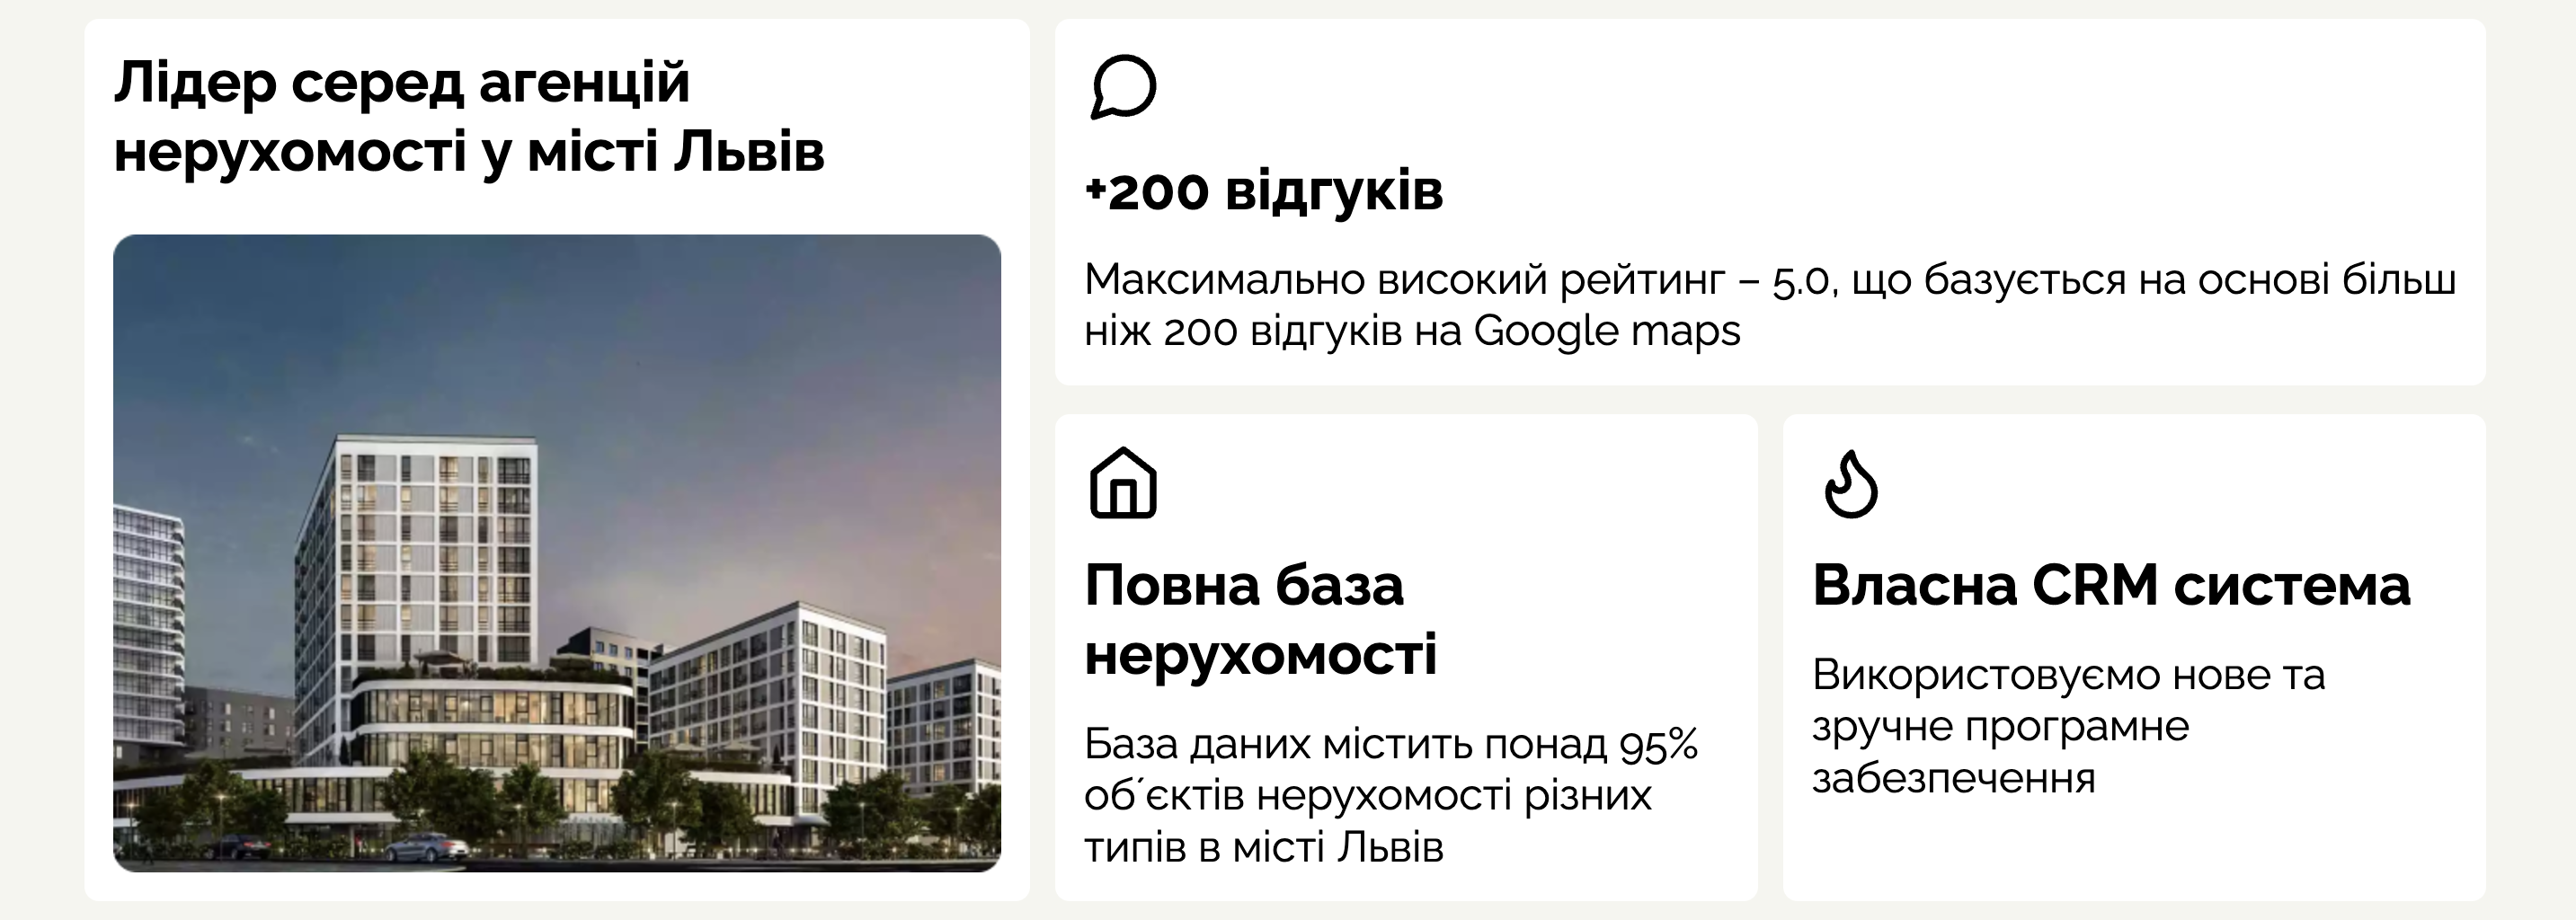 Лідер серед агенцій
нерухомості у місті Львів
+200 відгуків
Максимально високий рейтинг – 5.0, що базується на основі більш
ніж 200 відгуків на Google maps
Повна база
нерухомості
База даних містить понад 95%
об´єктів нерухомості різних
типів в місті Львів
Власна CRM система
Використовуємо нове та
зручне програмне
забезпечення